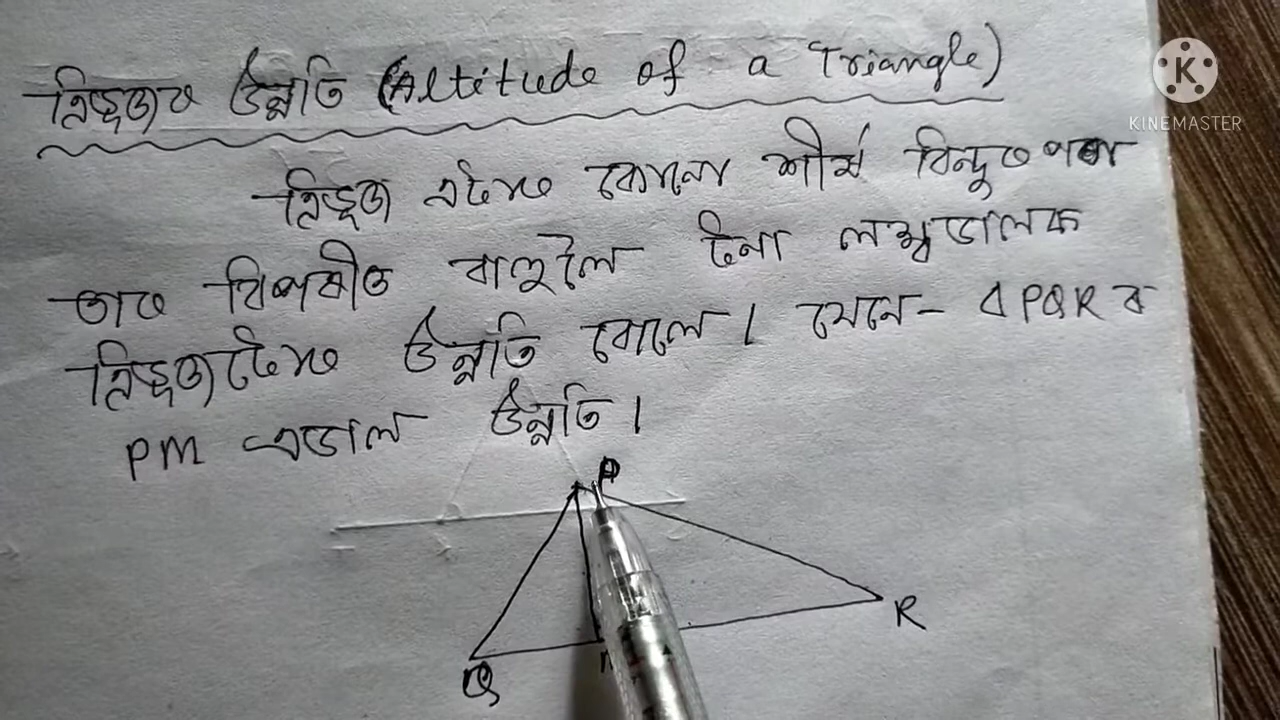 ত্ৰিভুজৰ উন্নতি (Altitude of a Triangle)
ত্ৰিভুজ এটাৰ কোনো শীৰ্ষ বিন্দুৰ পৰা
তাৰ বিপৰীত বাহুলৈ টনা লম্বডালক
ত্ৰিভুজটোৰ উন্নতি বোলে। যেনে- ΔPQR ৰ
PM এডাল উন্নতি।
P
R
Q
K
KINEMASTER